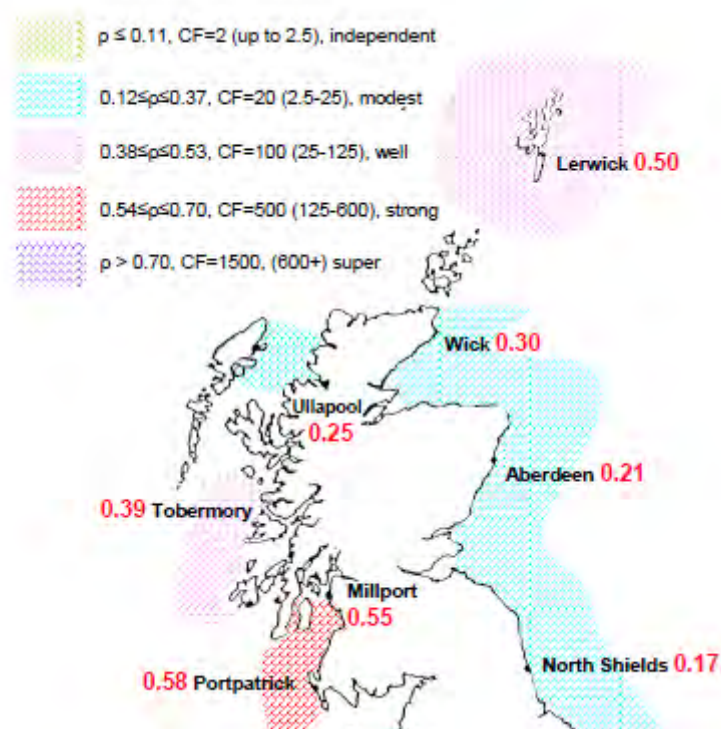 ρ ≤ 0.11, CF=2 (up to 2.5), independent
0.12≤ρ≤0.37, CF=20 (2.5-25), modest
0.38≤ρ≤0.53, CF=100 (25-125), well
0.54≤ρ≤0.70, CF=500 (125-600), strong
ρ > 0.70, CF=1500, (600+) super
Lerwick 0.50
Wick 0.30
Ullapool
0.25
Aberdeen 0.21
0.39 Tobermory
Millport
0.55
North Shields 0.17
0.58 Portpatrick